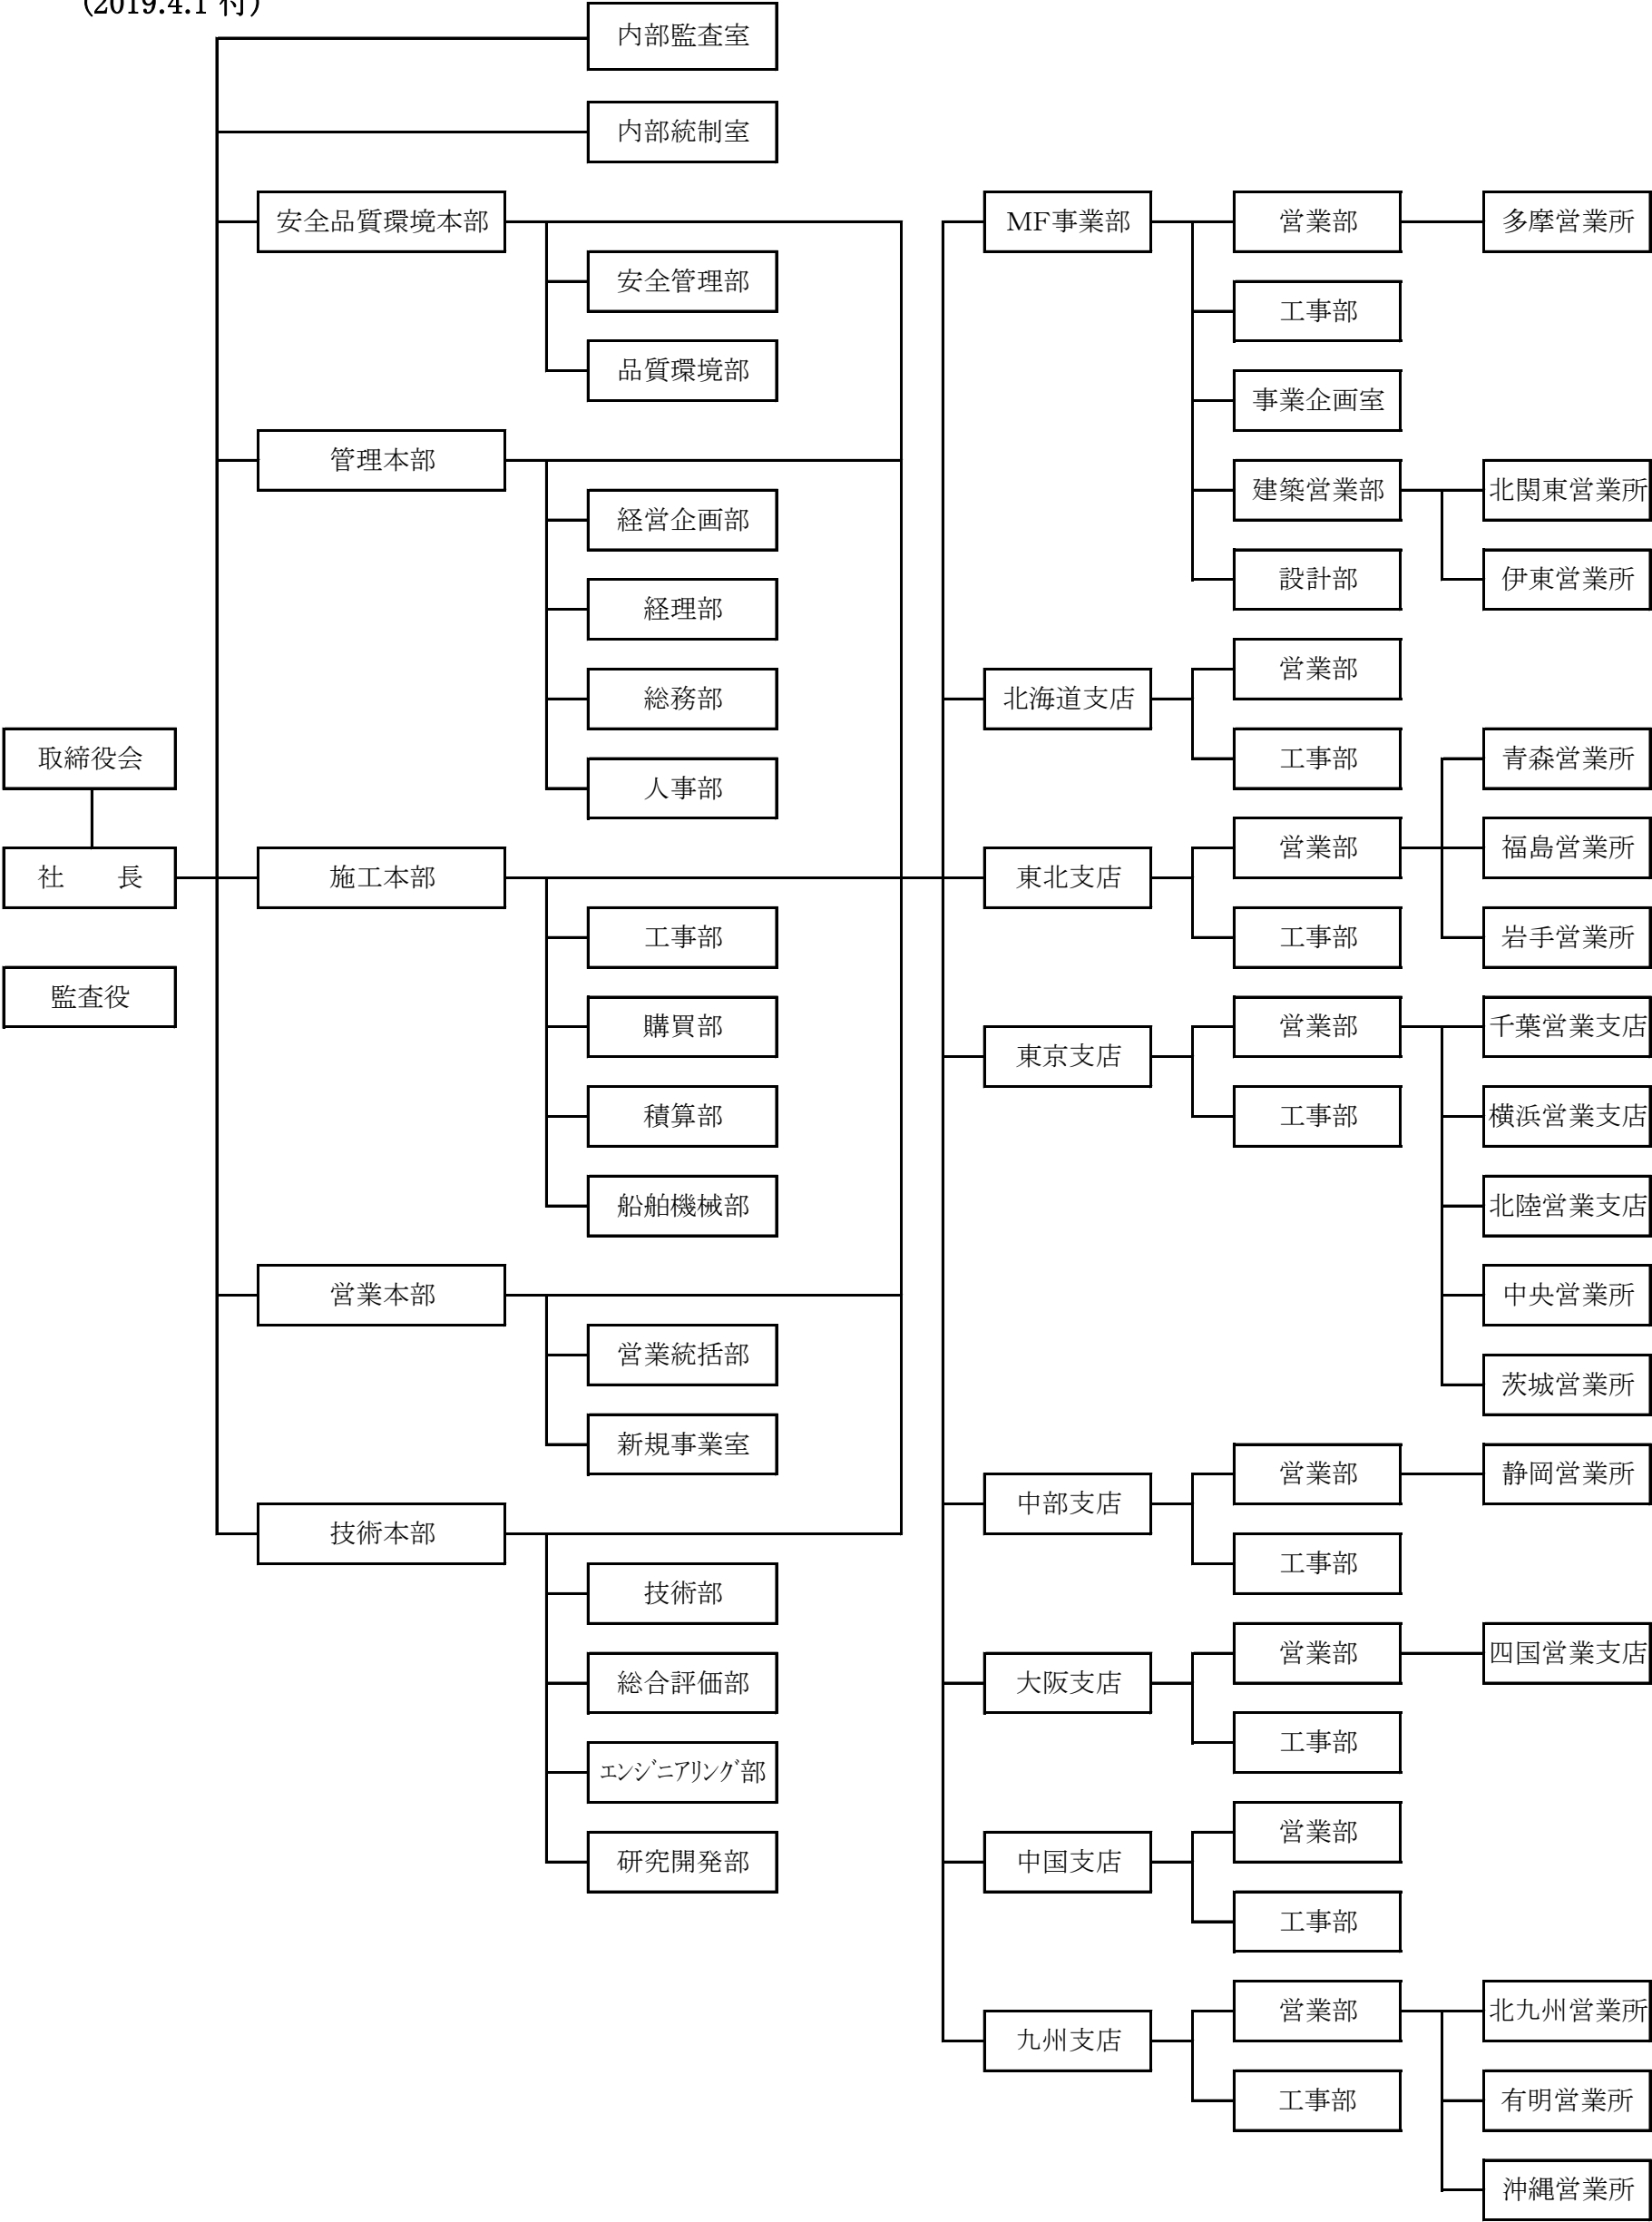 (2019.4.1 付)
内部監査室
内部統制室
安全品質環境本部
安全管理部
品質環境部
管理本部
経営企画部
経理部
総務部
人事部
取締役会
社　　長
監査役
施工本部
工事部
購買部
積算部
船舶機械部
営業本部
営業統括部
新規事業室
技術本部
技術部
総合評価部
ｴﾝｼﾞﾆｱﾘﾝｸﾞ部
研究開発部
MF事業部
営業部
多摩営業所
工事部
事業企画室
建築営業部
北関東営業所
伊東営業所
設計部
北海道支店
営業部
工事部
東北支店
営業部
青森営業所
福島営業所
岩手営業所
工事部
東京支店
営業部
千葉営業支店
横浜営業支店
北陸営業支店
中央営業所
茨城営業所
工事部
中部支店
営業部
静岡営業所
工事部
大阪支店
営業部
四国営業支店
工事部
中国支店
営業部
工事部
九州支店
営業部
北九州営業所
有明営業所
沖縄営業所
工事部